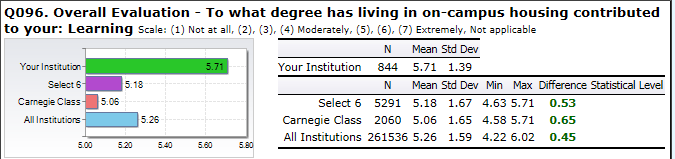 Q096. Overall Evaluation - To what degree has living in on-campus housing contributed
to your: Learning Scale: (1) Not at all, (2), (3), (4) Moderately, (5), (6), (7) Extremely, Not applicable
Your Institution 5.71
Select 6 5.18
Carnegie Class 5.06
All Institutions 5.26
5.00 5.20 5.40 5.60 5.80
N Mean Std Dev
Your Institution 844 5.71 1.39
N Mean Std Dev Min Max Difference Statistical Level
Select 6 5291 5.18 1.67 4.63 5.71 0.53
Carnegie Class 2060 5.06 1.65 4.58 5.71 0.65
All Institutions 261536 5.26 1.59 4.22 6.02 0.45